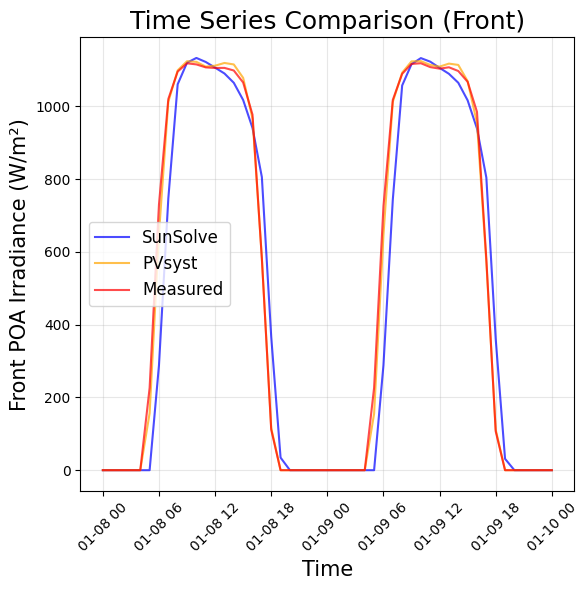 Time Series Comparison (Front)
Front POA Irradiance (W/m²)
1000
800
600
400
200
0
SunSolve
PVsyst
Measured
01-08 00
01-08 06
01-08 12
01-08 18
01-09 00
01-09 06
01-09 12
01-09 18
01-10 00
Time